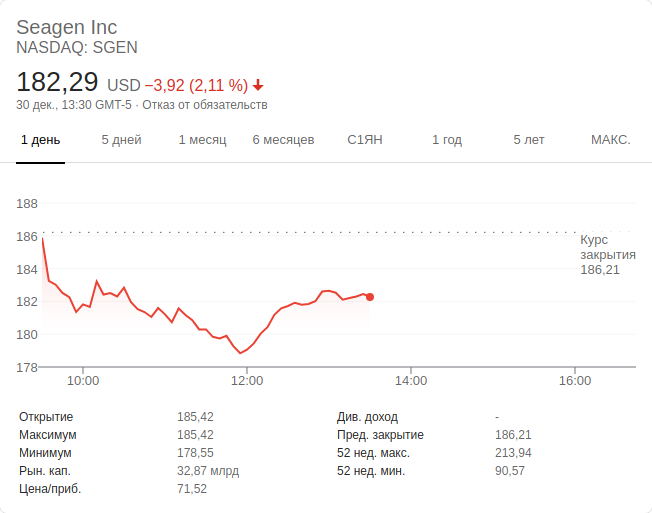 Seagen Inc
NASDAQ: SGEN
182,29 USD −3,92 (2,11 %)
30 дек., 13:30 GMT-5 · Отказ от обязательств
1 день 5 дней 1 месяц 6 месяцев С1ЯН 1 год 5 лет МАКС.
188
186
184
182
180
178
Курс
закрытия
186,21
10:00 12:00 14:00 16:00
Открытие 185,42 Див. доход -
Максимум 185,42 Пред. закрытие 186,21
Минимум 178,55 52 нед. макс. 213,94
Рын. кап. 32,87 млрд 52 нед. мин. 90,57
Цена/приб. 71,52